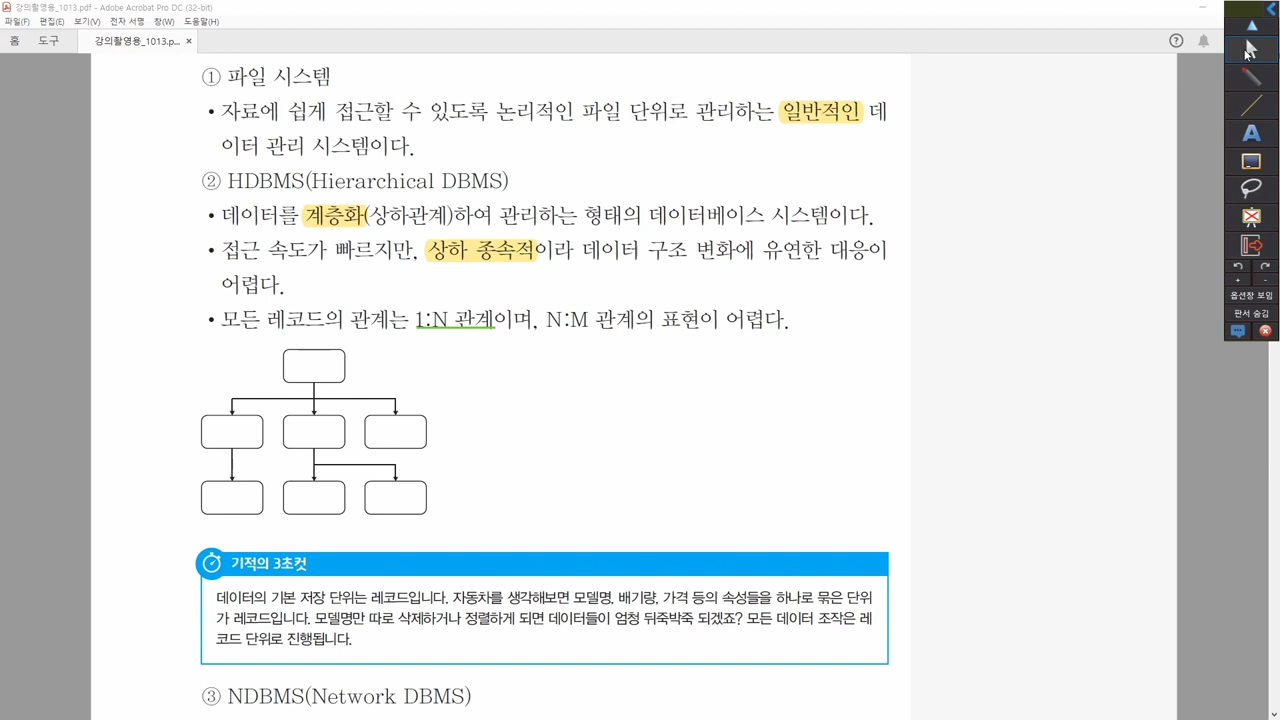 강의촬영용_1013.pdf - Adobe Acrobat Pro DC (32-bit)
파일(F) 편집(E) 보기(V) 전자 서명 창(W) 도움말(H)
홈 도구 강의촬영용_1013.p... ×
① 파일 시스템
• 자료에 쉽게 접근할 수 있도록 논리적인 파일 단위로 관리하는 일반적인 데
이터 관리 시스템이다.
② HDBMS(Hierarchical DBMS)
• 데이터를 계층화(상하관계)하여 관리하는 형태의 데이터베이스 시스템이다.
• 접근 속도가 빠르지만, 상하 종속적이라 데이터 구조 변화에 유연한 대응이
어렵다.
• 모든 레코드의 관계는 1:N 관계이며, N:M 관계의 표현이 어렵다.
기적의 3초컷
데이터의 기본 저장 단위는 레코드입니다. 자동차를 생각해보면 모델명, 배기량, 가격 등의 속성들을 하나로 묶은 단위
가 레코드입니다. 모델명만 따로 삭제하거나 정렬하게 되면 데이터들이 엄청 뒤죽박죽 되겠죠? 모든 데이터 조작은 레
코드 단위로 진행됩니다.
③ NDBMS(Network DBMS)
옵션창 보임
판서 숨김